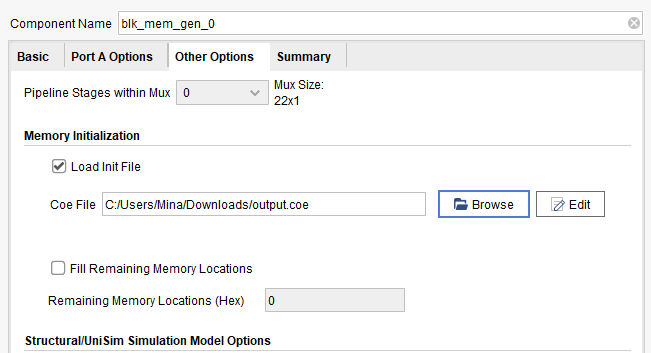 Component Name blk_mem_gen_0
Basic Port A Options Other Options Summary
Pipeline Stages within Mux 0 Mux Size:
22x1
Memory Initialization
Load Init File
Coe File C:/Users/Mina/Downloads/output.coe Browse Edit
Fill Remaining Memory Locations
Remaining Memory Locations (Hex) 0
Structural/UniSim Simulation Model Options